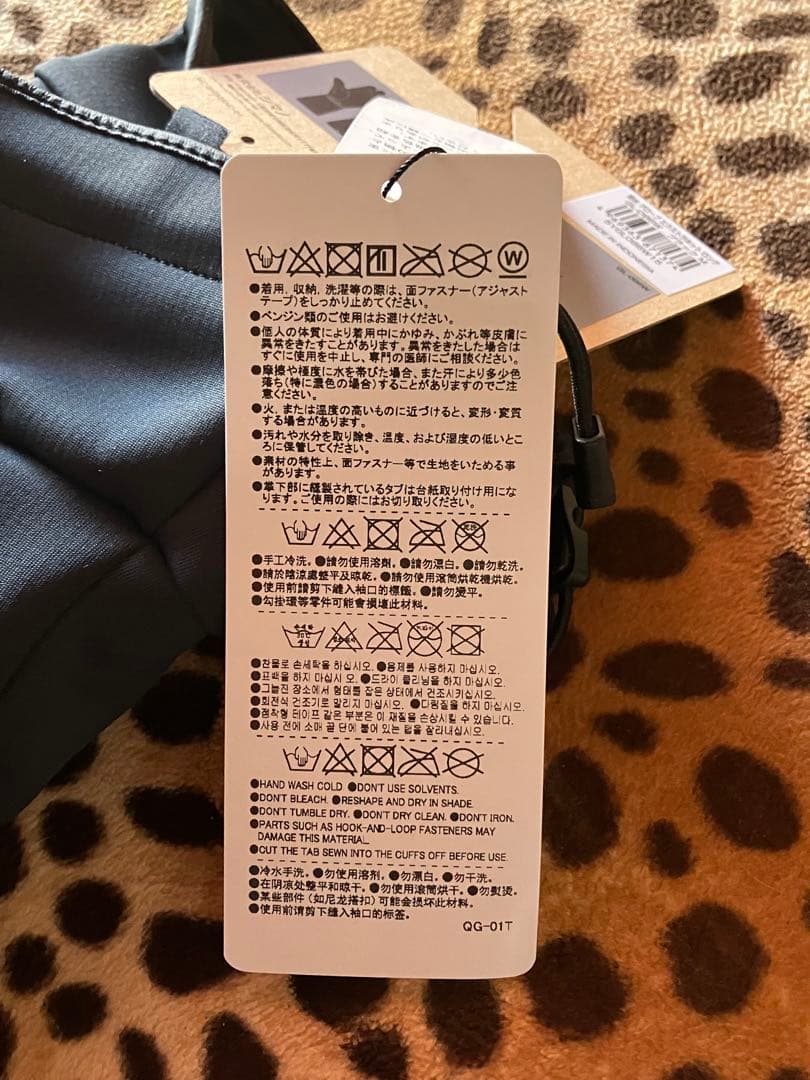 W
●着用、収納、洗濯等の際は、面ファスナー（アジャスト
テープ）をしっかり止めてください。
●ベンジン類のご使用はお避けください。
●個人の体質により着用中にかゆみ、かぶれ等皮膚に
異常をきたすことがあります。異常をきたした場合は
すぐに使用を中止し、専門の医師にご相談ください。
●摩擦や極度に水を帯びた場合、また汗により多少色
落ち（特に濃色の場合）することがありますのでご注
意ください。
●火、または温度の高いものに近づけると、変形・変質
する場合があります。
●汚れや水分を取り除き、温度、および湿度の低いとこ
ろに保管してください。
●素材の特性上、面ファスナー等で生地をいためる事
があります。
●掌下部に縫製されているタブは台紙取り付け用にな
ります。ご使用の際にはお切り取りください。
●手工冷洗。●請勿使用溶劑。●請勿漂白。●請勿乾洗。
●請於陰涼處整平及晾乾。●請勿使用滾筒烘乾機烘乾。
●使用前請剪下縫入袖口的標籤。●請勿燙平。
●勾掛環等零件可能會損壞此材料。
●찬물로 손세탁을 하십시오. ●용제를 사용하지 마십시오.
●표백을 하지 마십시오. ●드라이 클리닝을 하지 마십시오.
●그늘진 장소에서 형태를 잡은 상태에서 건조시키십시오.
●회전식 건조기로 말리지 마십시오. ●다림질을 하지 마십시오.
●점착형 테이프 같은 부분은 이 재질을 손상시킬 수 있습니다.
●사용 전에 소매 끝 단에 붙어 있는 탭을 잘라내십시오.
●HAND WASH COLD. ●DON'T USE SOLVENTS.
●DON'T BLEACH. ●RESHAPE AND DRY IN SHADE.
●DON'T TUMBLE DRY. ●DON'T DRY CLEAN. ●DON'T IRON.
●PARTS SUCH AS HOOK-AND-LOOP FASTENERS MAY
DAMAGE THIS MATERIAL.
●CUT THE TAB SEWN INTO THE CUFFS OFF BEFORE USE.
●冷水手洗。●勿使用溶剂。●勿漂白。●勿干洗。
●在阴凉处整平和晾干。●勿使用滚筒烘干。●勿熨烫。
●某些部件（如尼龙搭扣）可能会损坏此材料。
●使用前请剪下缝入袖口的标签。
QG-01T